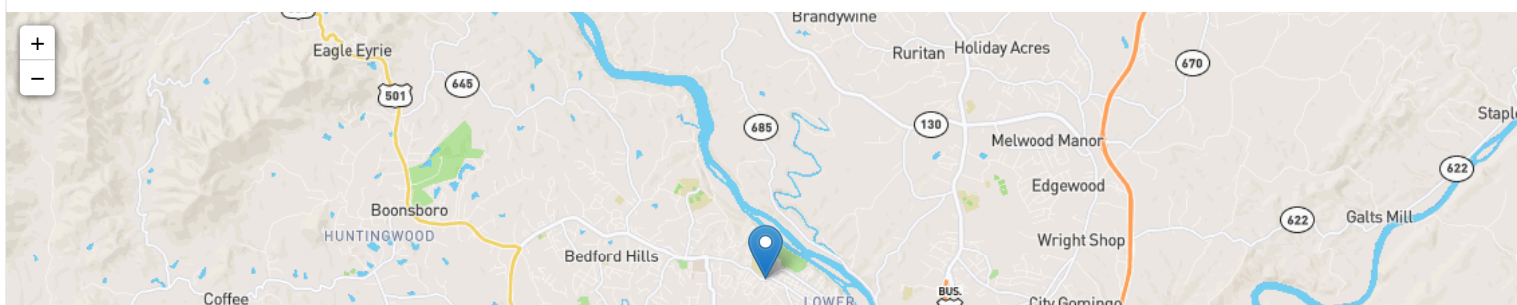 Brandywine
+
Eagle Eyrie
Ruritan
Holiday Acres
670
−
645
501
685
130
Melwood Manor
622
Edgewood
Boonsboro
622
Galts Mill
HUNTINGWOOD
Wright Shop
Bedford Hills
BUS.
Coffee
LOWER